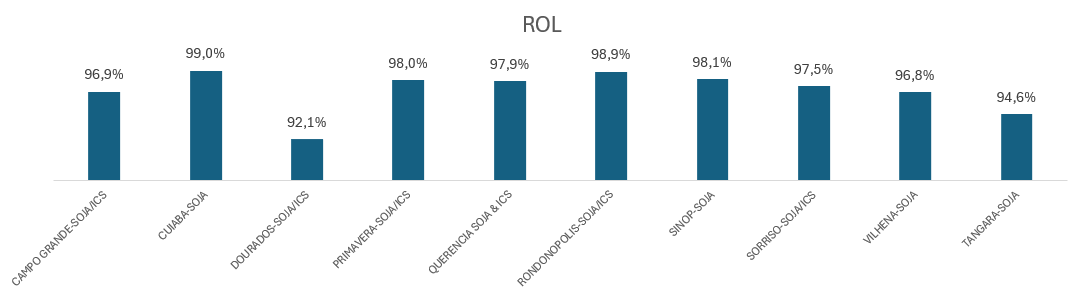 ROL
96,9%
99,0%
92,1%
98,0%
97,9%
98,9%
98,1%
97,5%
96,8%
94,6%
CAMPO GRANDE-SOJA/ICS
CUIABA-SOJA
DOURADOS-SOJA/ICS
PRIMAVERA-SOJA/ICS
QUERENCIA SOJA & ICS
RONDONOPOLIS-SOJA/ICS
SINOP-SOJA
SORRISO-SOJA/ICS
VILHENA-SOJA
TANGARA-SOJA